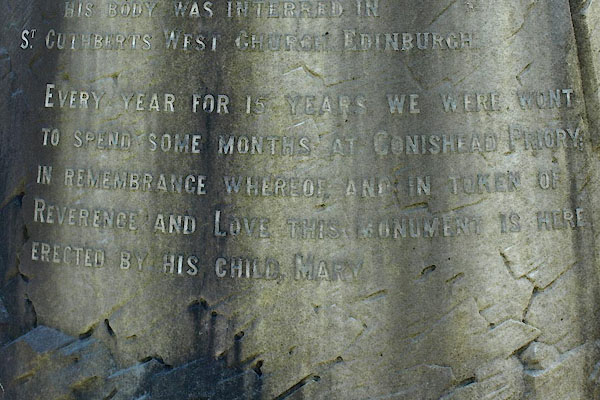 HIS BODY WAS INTERRED IN
ST CUTHBERTS WEST CHURCH EDINBURGH
EVERY YEAR FOR 15 YEARS WE WERE WONT
TO SPEND SOME MONTHS AT CONISHEAD PRIORY,
IN REMEMBRANCE WHEREOF AND IN TOKEN OF
REVERENCE AND LOVE THIS MONUMENT IS HERE
ERECTED BY HIS CHILD, MARY